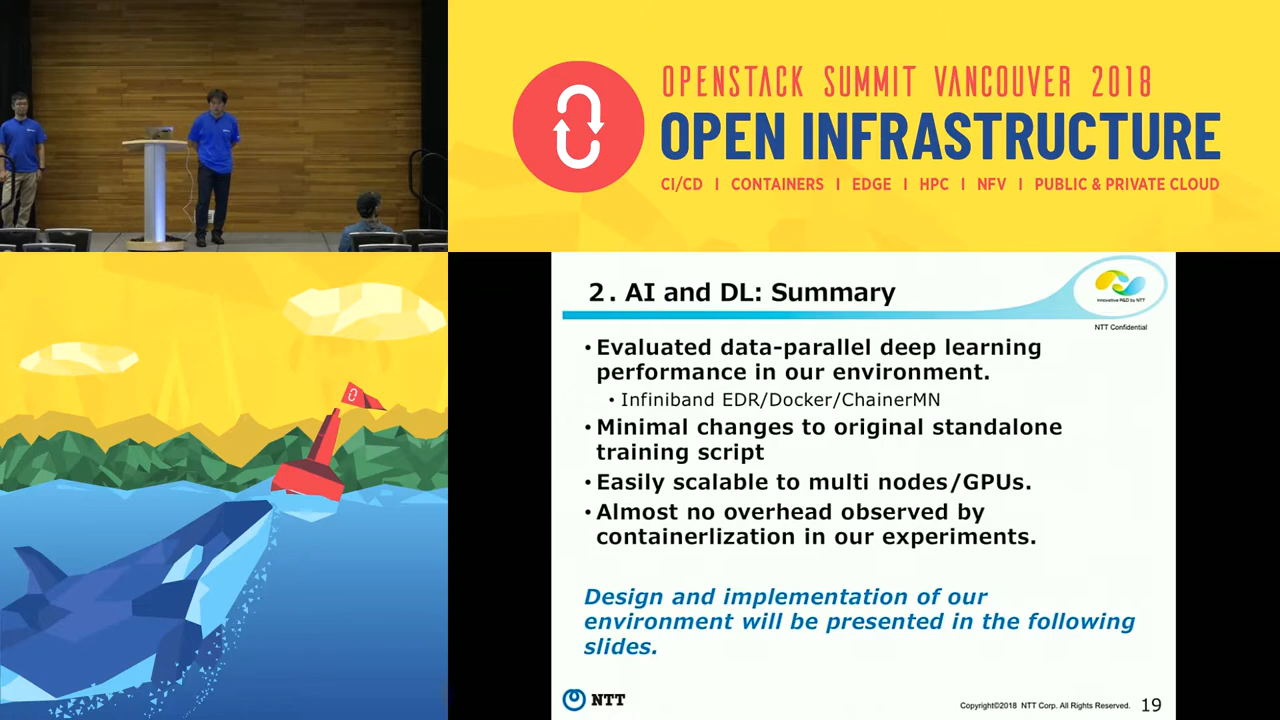 OPENSTACK SUMMIT VANCOUVER 2018
OPEN INFRASTRUCTURE
CI/CD | CONTAINERS | EDGE | HPC | NFV | PUBLIC & PRIVATE CLOUD
2. AI and DL: Summary
Innovative R&D by NTT
NTT Confidential
• Evaluated data-parallel deep learning
performance in our environment.
• Infiniband EDR/Docker/ChainerMN
• Minimal changes to original standalone
training script
• Easily scalable to multi nodes/GPUs.
• Almost no overhead observed by
containerlization in our experiments.
Design and implementation of our
environment will be presented in the following
slides.
NTT
Copyright©2018 NTT Corp. All Rights Reserved.
19